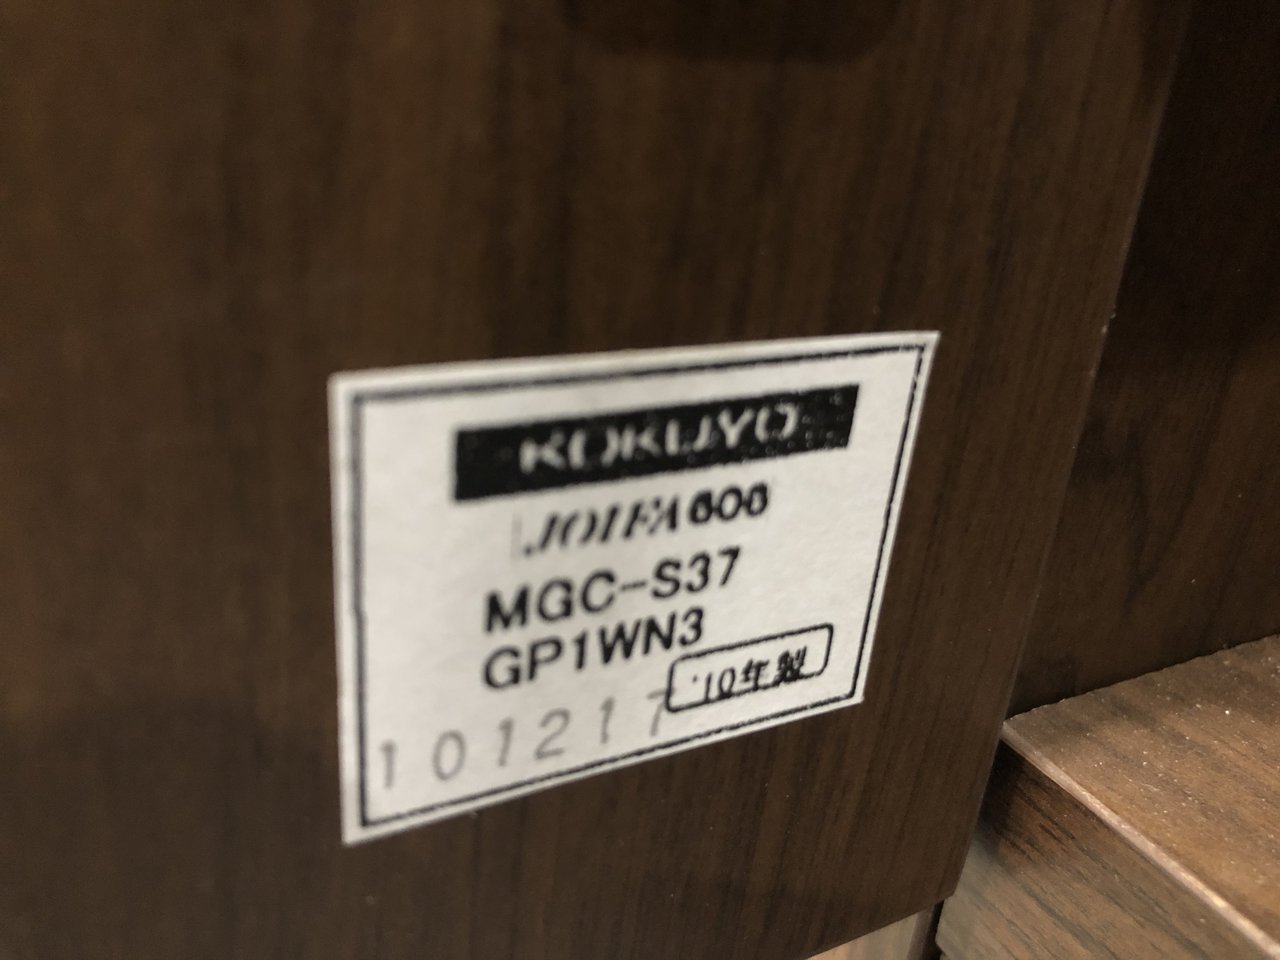 KOKUYO
JOIFA606
MGC-S37
GP1WN3
'10年製
101217